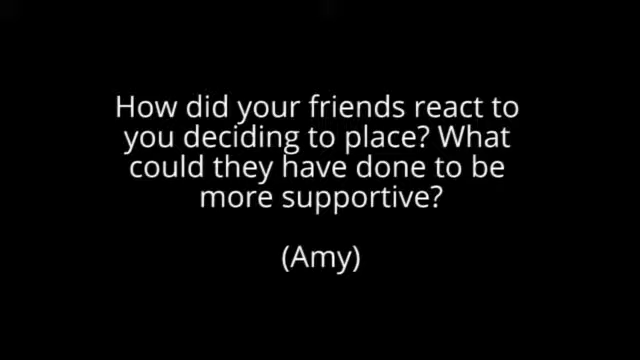 How did your friends react to
you deciding to place? What
could they have done to be
more supportive?
(Amy)